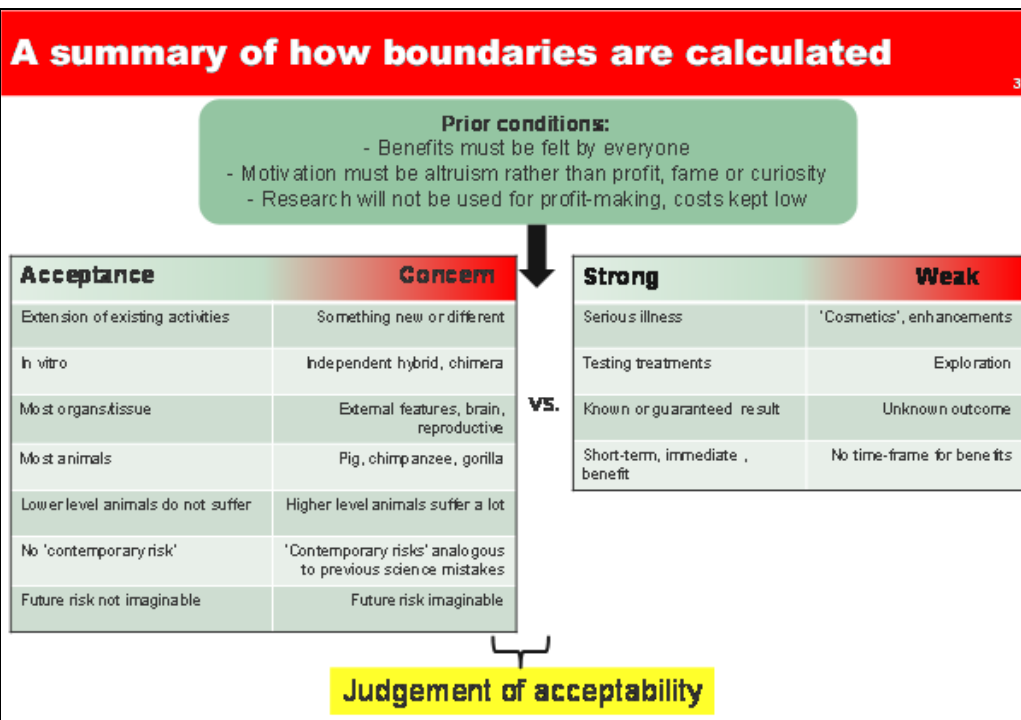 A summary of how boundaries are calculated
3
Prior conditions:
- Benefits must be felt by everyone
- Motivation must be altruism rather than profit, fame or curiosity
- Research will not be used for profit-making, costs kept low
Acceptance Concern
Extension of existing activities Something new or different
In vitro Independent hybrid, chimera
Most organs/tissue External features, brain,
reproductive
Most animals Pig, chimpanzee, gorilla
Lower level animals do not suffer Higher level animals suffer a lot
No 'contemporary risk' 'Contemporary risks' analogous
to previous science mistakes
Future risk not imaginable Future risk imaginable
vs.
Strong Weak
Serious illness 'Cosmetics', enhancements
Testing treatments Exploration
Known or guaranteed result Unknown outcome
Short-term, immediate , No time-frame for benefits
benefit
Judgement of acceptability